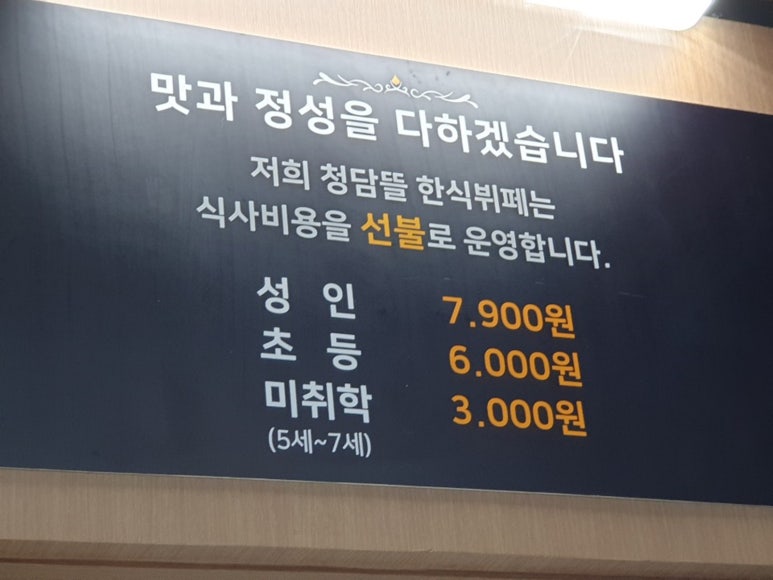 맛과 정성을 다하겠습니다
저희 청담뜰 한식뷔페는
식사비용을 선불로 운영합니다.
성 인 7.900원
초 등 6.000원
미취학 3.000원
(5세~7세)